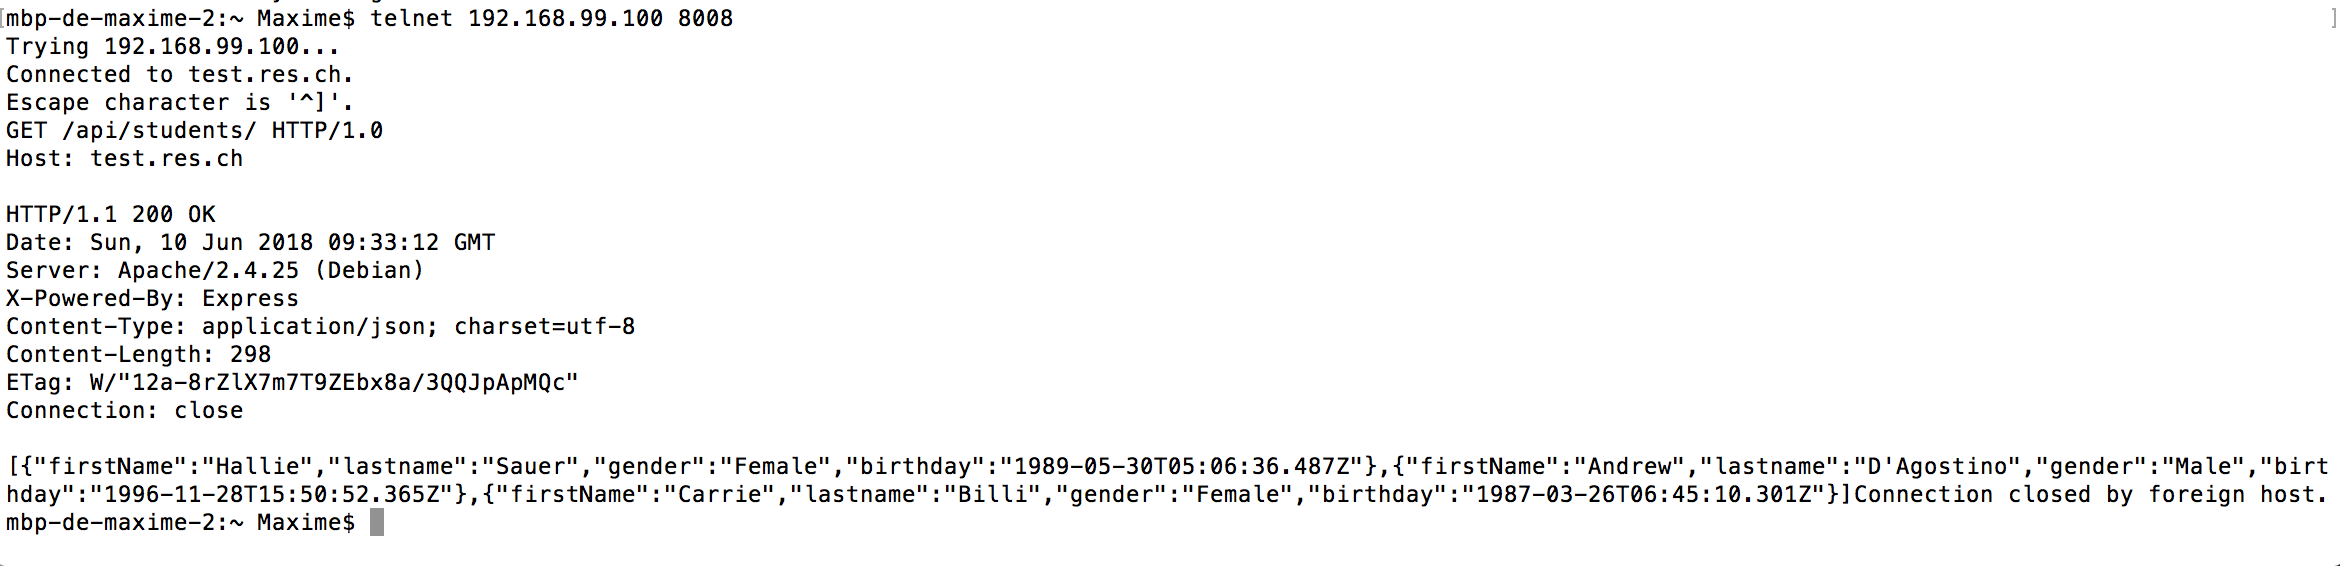 [mbp-de-maxime-2:~ Maxime$ telnet 192.168.99.100 8008 ]
Trying 192.168.99.100...
Connected to test.res.ch.
Escape character is '^]'.
GET /api/students/ HTTP/1.0
Host: test.res.ch

HTTP/1.1 200 OK
Date: Sun, 10 Jun 2018 09:33:12 GMT
Server: Apache/2.4.25 (Debian)
X-Powered-By: Express
Content-Type: application/json; charset=utf-8
Content-Length: 298
ETag: W/"12a-8rZlX7m7T9ZEbx8a/3QQJpApMQc"
Connection: close

[{"firstName":"Hallie","lastname":"Sauer","gender":"Female","birthday":"1989-05-30T05:06:36.487Z"},{"firstName":"Andrew","lastname":"D'Agostino","gender":"Male","birt
hday":"1996-11-28T15:50:52.365Z"},{"firstName":"Carrie","lastname":"Billi","gender":"Female","birthday":"1987-03-26T06:45:10.301Z"}]Connection closed by foreign host.
mbp-de-maxime-2:~ Maxime$